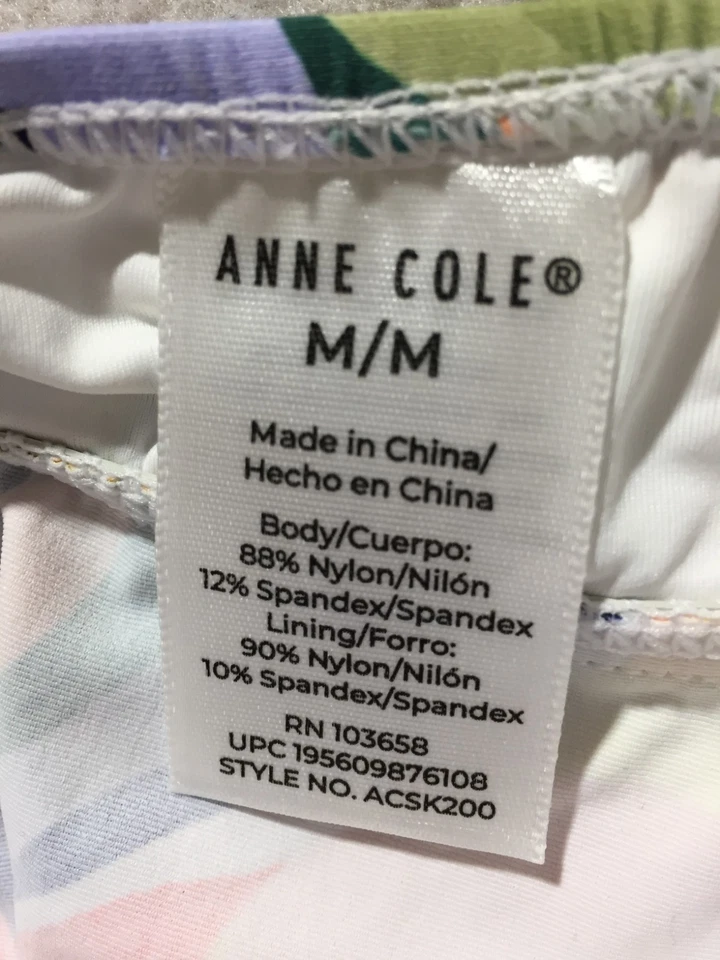 ANNE COLE®
M/M
Made in China/
Hecho en China
Body/Cuerpo:
88% Nylon/Nilón
12% Spandex/Spandex
Lining/Forro:
90% Nylon/Nilón
10% Spandex/Spandex
RN 103658
UPC 195609876108
STYLE NO. ACSK200